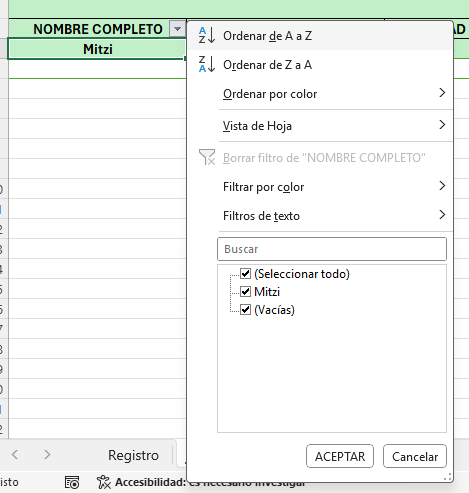 NOMBRE COMPLETO
AD
Mitzi
Ordenar de A a Z
Ordenar de Z a A
Ordenar por color
Vista de Hoja
Borrar filtro de "NOMBRE COMPLETO"
Filtrar por color
Filtros de texto
Buscar
(Seleccionar todo)
Mitzi
(Vacías)
ACEPTAR
Cancelar
0
1
2
3
4
5
6
7
8
9
0
1
2
Registro
isto
Accesibilidad: es necesario investigar